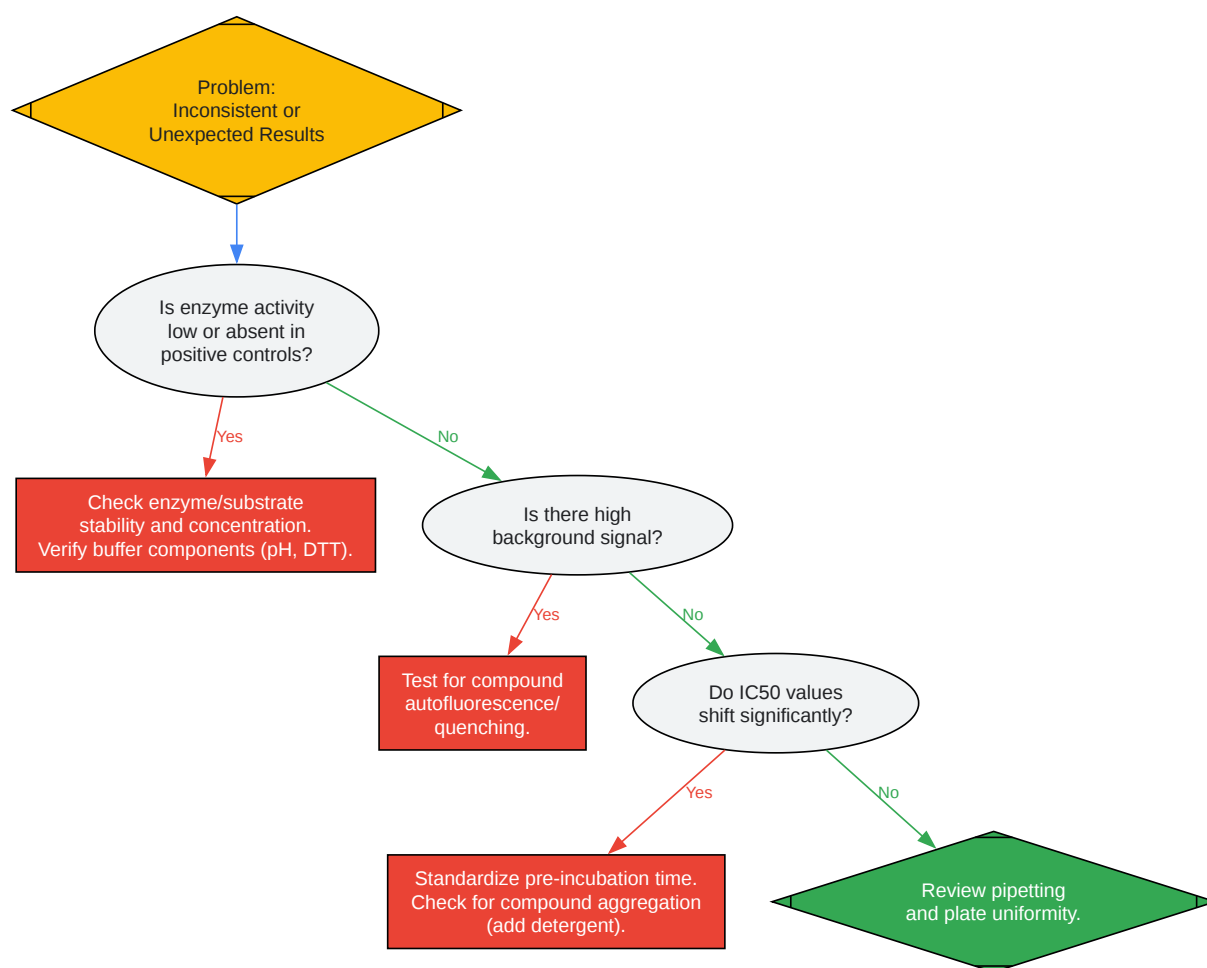 Problem:
Inconsistent or
Unexpected Results
Is enzyme activity
low or absent in
positive controls?
Yes
No
Check enzyme/substrate
stability and concentration.
Verify buffer components (pH, DTT).
Is there high
background signal?
Yes
No
Test for compound
autofluorescence/
quenching.
Do IC50 values
shift significantly?
Yes
No
Standardize pre-incubation time.
Check for compound aggregation
(add detergent).
Review pipetting
and plate uniformity.